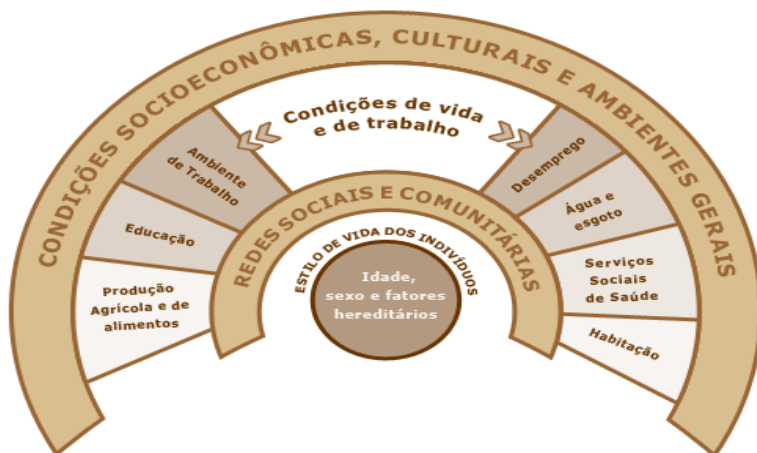 CONDIÇÕES SOCIOECONÔMICAS, CULTURAIS E AMBIENTES GERAIS
Condições de vida
e de trabalho
Ambiente
de Trabalho
Educação
Produção
Agrícola e de
alimentos
Desemprego
Água e
esgoto
Serviços
Sociais
de Saúde
Habitação
REDES SOCIAIS E COMUNITÁRIAS
ESTILO DE VIDA DOS INDIVÍDUOS
Idade,
sexo e fatores
hereditários